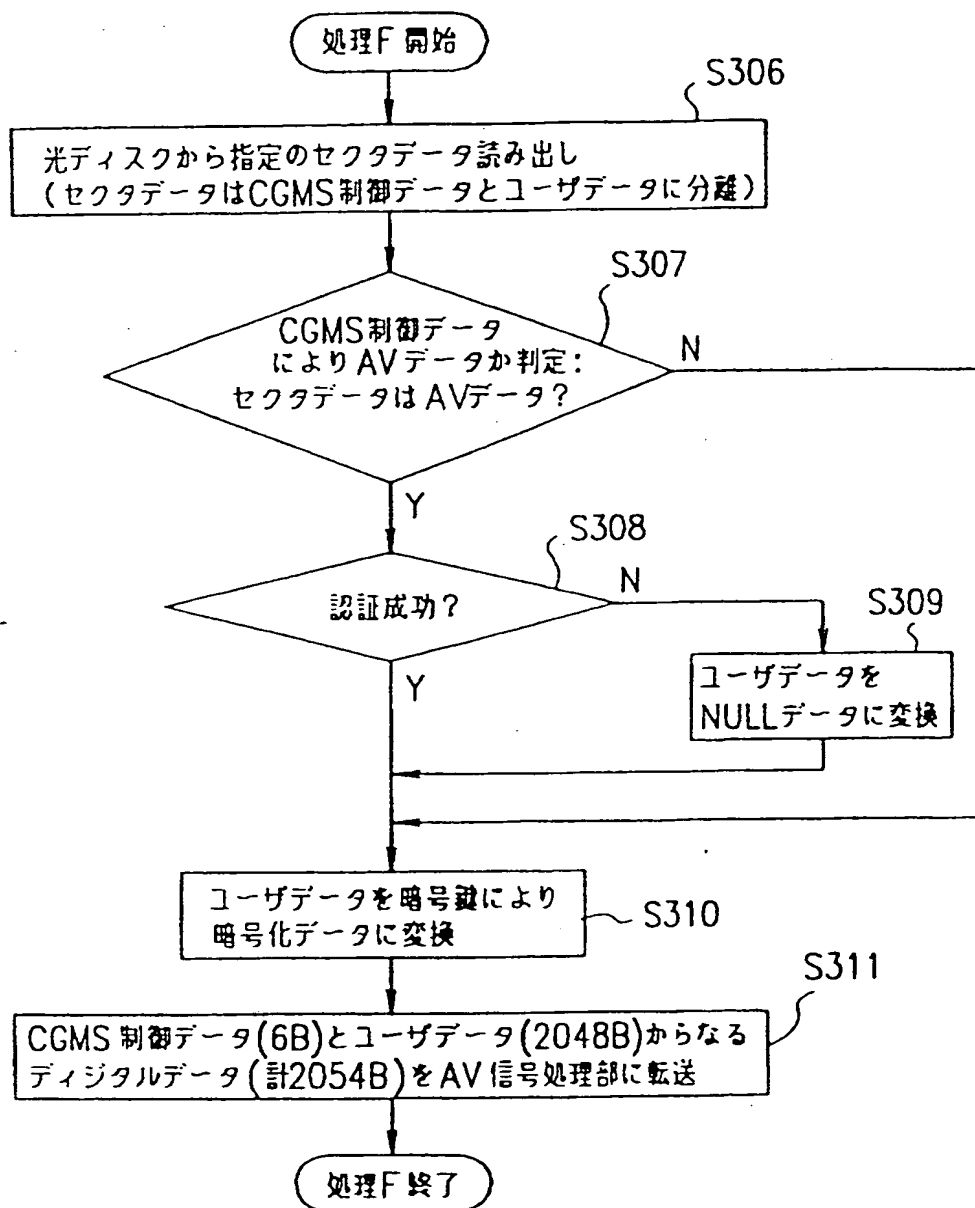 処理F 開始
S306
光ディスクから指定のセクタデータ読み出し
(セクタデータはCGMS制御データとユーザデータに分離)
S307
CGMS制御データ
によりAVデータか判定:
セクタデータはAVデータ?
N
Y
S308
認証成功?
N
S309
ユーザデータを
NULLデータに変換
Y
ユーザデータを暗号鍵により
暗号化データに変換
S310
S311
CGMS制御データ(6B)とユーザデータ(2048B)からなる
ディジタルデータ(計2054B)をAV信号処理部に転送
処理F 終了